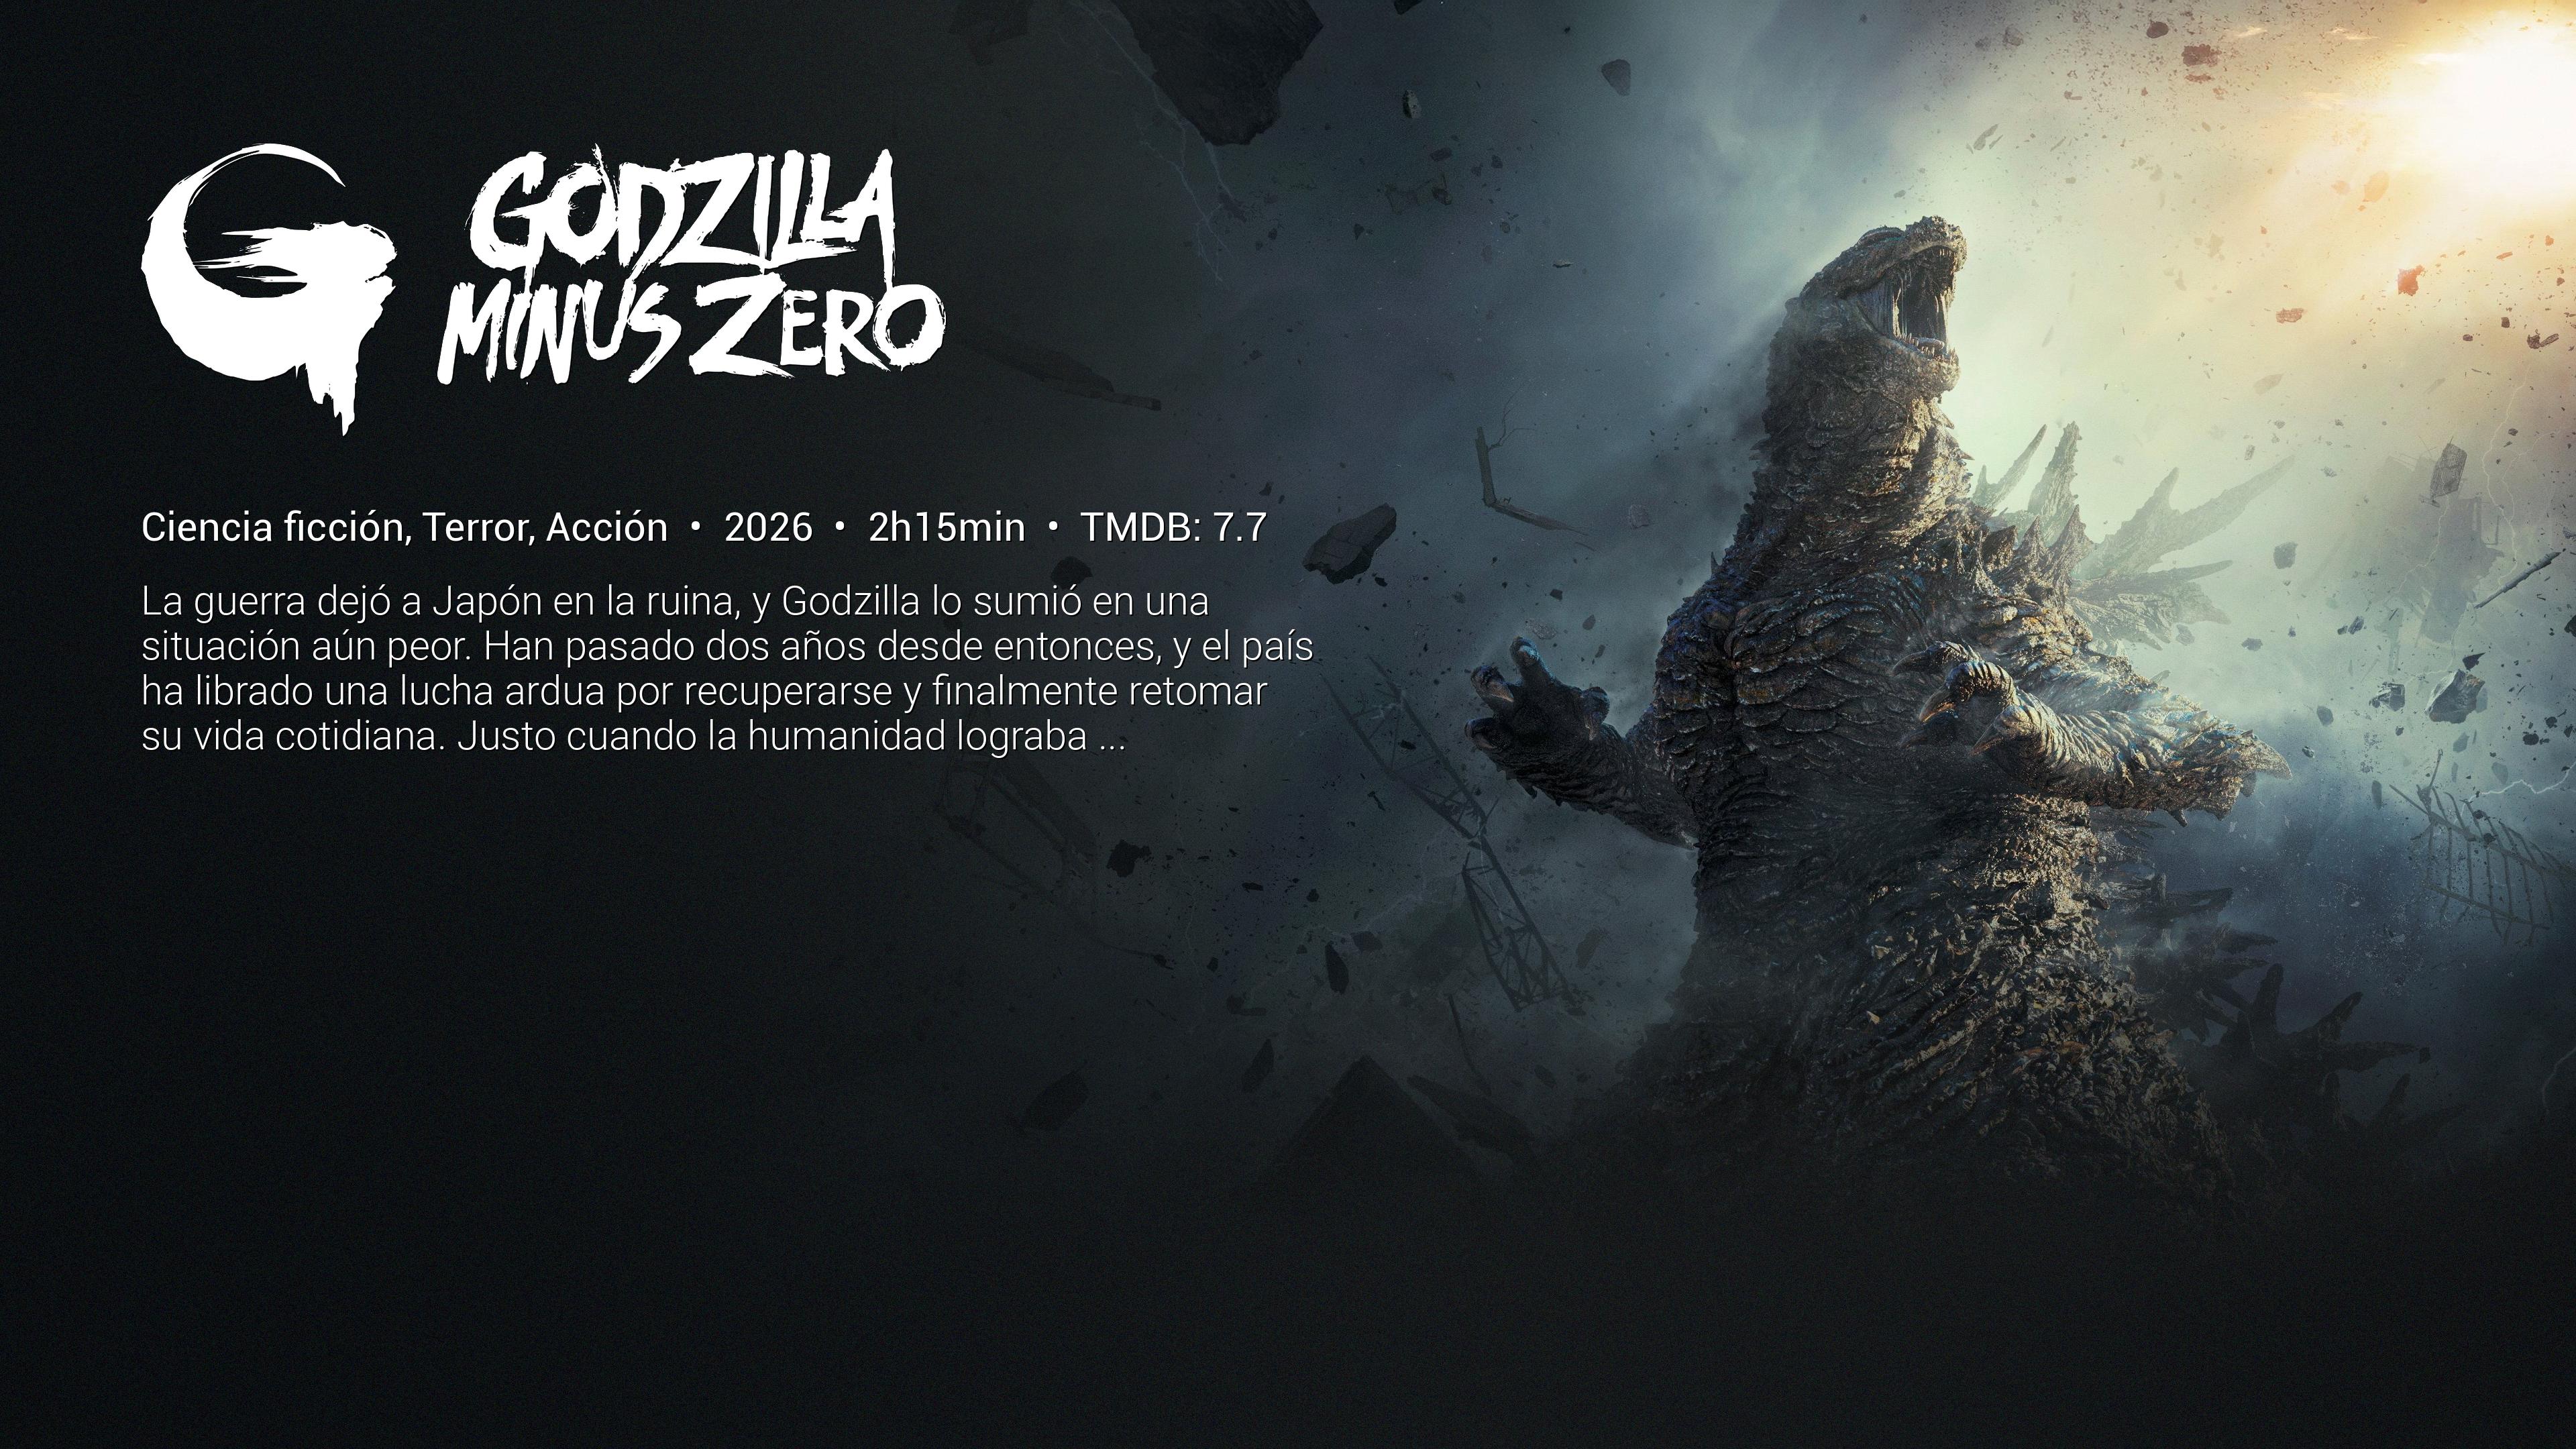 GODZILLA
MINUS ZERO
Ciencia ficción, Terror, Acción • 2026 • 2h15min • TMDB: 7.7
La guerra dejó a Japón en la ruina, y Godzilla lo sumió en una
situación aún peor. Han pasado dos años desde entonces, y el país
ha librado una lucha ardua por recuperarse y finalmente retomar
su vida cotidiana. Justo cuando la humanidad lograba ...